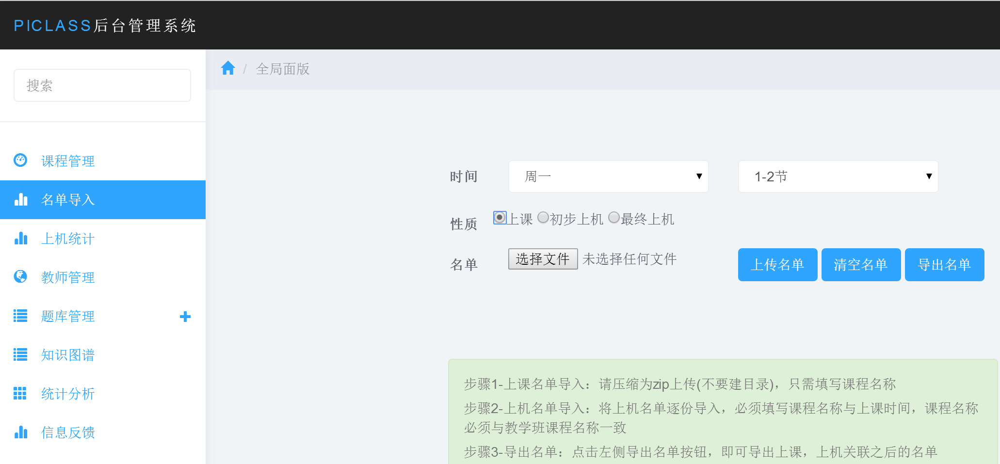 PICLASS后台管理系统
搜索
/ 全局面版
课程管理
名单导入
上机统计
教师管理
题库管理
知识图谱
统计分析
信息反馈
时间 周一 1-2节
性质 上课 初步上机 最终上机
名单 选择文件 未选择任何文件 上传名单 清空名单 导出名单
步骤1-上课名单导入：请压缩为zip上传(不要建目录)，只需填写课程名称
步骤2-上机名单导入：将上机名单逐份导入，必须填写课程名称与上课时间，课程名称
必须与教学班课程名称一致
步骤3-导出名单：点击左侧导出名单按钮，即可导出上课，上机关联之后的名单